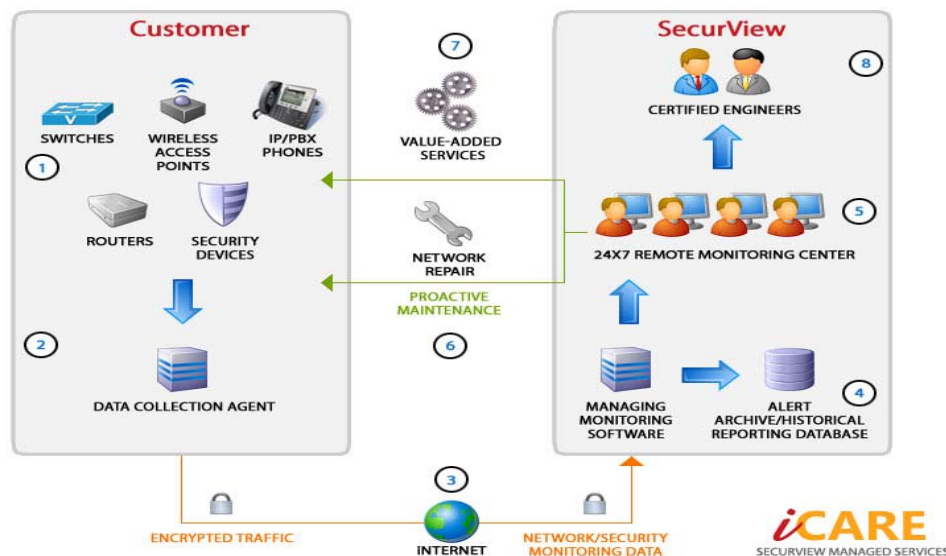 Customer
SWITCHES
WIRELESS
ACCESS
POINTS
IP/PBX
PHONES
1
ROUTERS
SECURITY
DEVICES
2
DATA COLLECTION AGENT
7
VALUE-ADDED
SERVICES
NETWORK
REPAIR
PROACTIVE
MAINTENANCE
6
SecurView
8
CERTIFIED ENGINEERS
5
24X7 REMOTE MONITORING CENTER
MANAGING
MONITORING
SOFTWARE
4
ALERT
ARCHIVE/HISTORICAL
REPORTING DATABASE
3
ENCRYPTED TRAFFIC
INTERNET
NETWORK/SECURITY
MONITORING DATA
iCARE
SECURVIEW MANAGED SERVICES
V